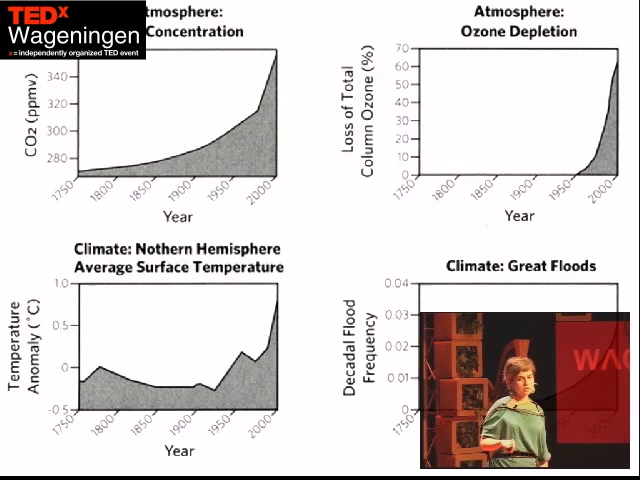 TEDx
Wageningen
x = independently organized TED event
tmosphere:
Concentration
CO2 (ppmv)
340
320
300
280
1750
1800
1850
1900
1950
2000
Year
Atmosphere:
Ozone Depletion
Loss of Total
Column Ozone (%)
70
60
50
40
30
20
10
0
1750
1800
1850
1900
1950
2000
Year
Climate: Nothern Hemisphere
Average Surface Temperature
Temperature
Anomaly (˚C)
1.0
0.5
0
-0.5
1750
1800
1850
1900
1950
2000
Year
Climate: Great Floods
Decadal Flood
Frequency
0.04
0.03
0.02
0.01
0
1750
2000
WAG